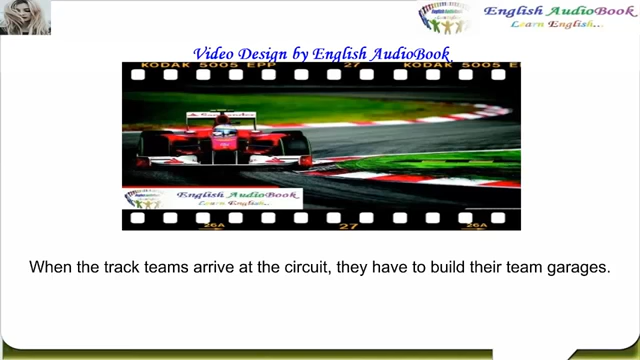 English AudioBook
Learn English...
Video Design by English AudioBook
KODAK 5005 EPP 27 KODAK 5005 E
Santander
English AudioBook
Learn English...
26A 27 26A
When the track teams arrive at the circuit, they have to build their team garages.